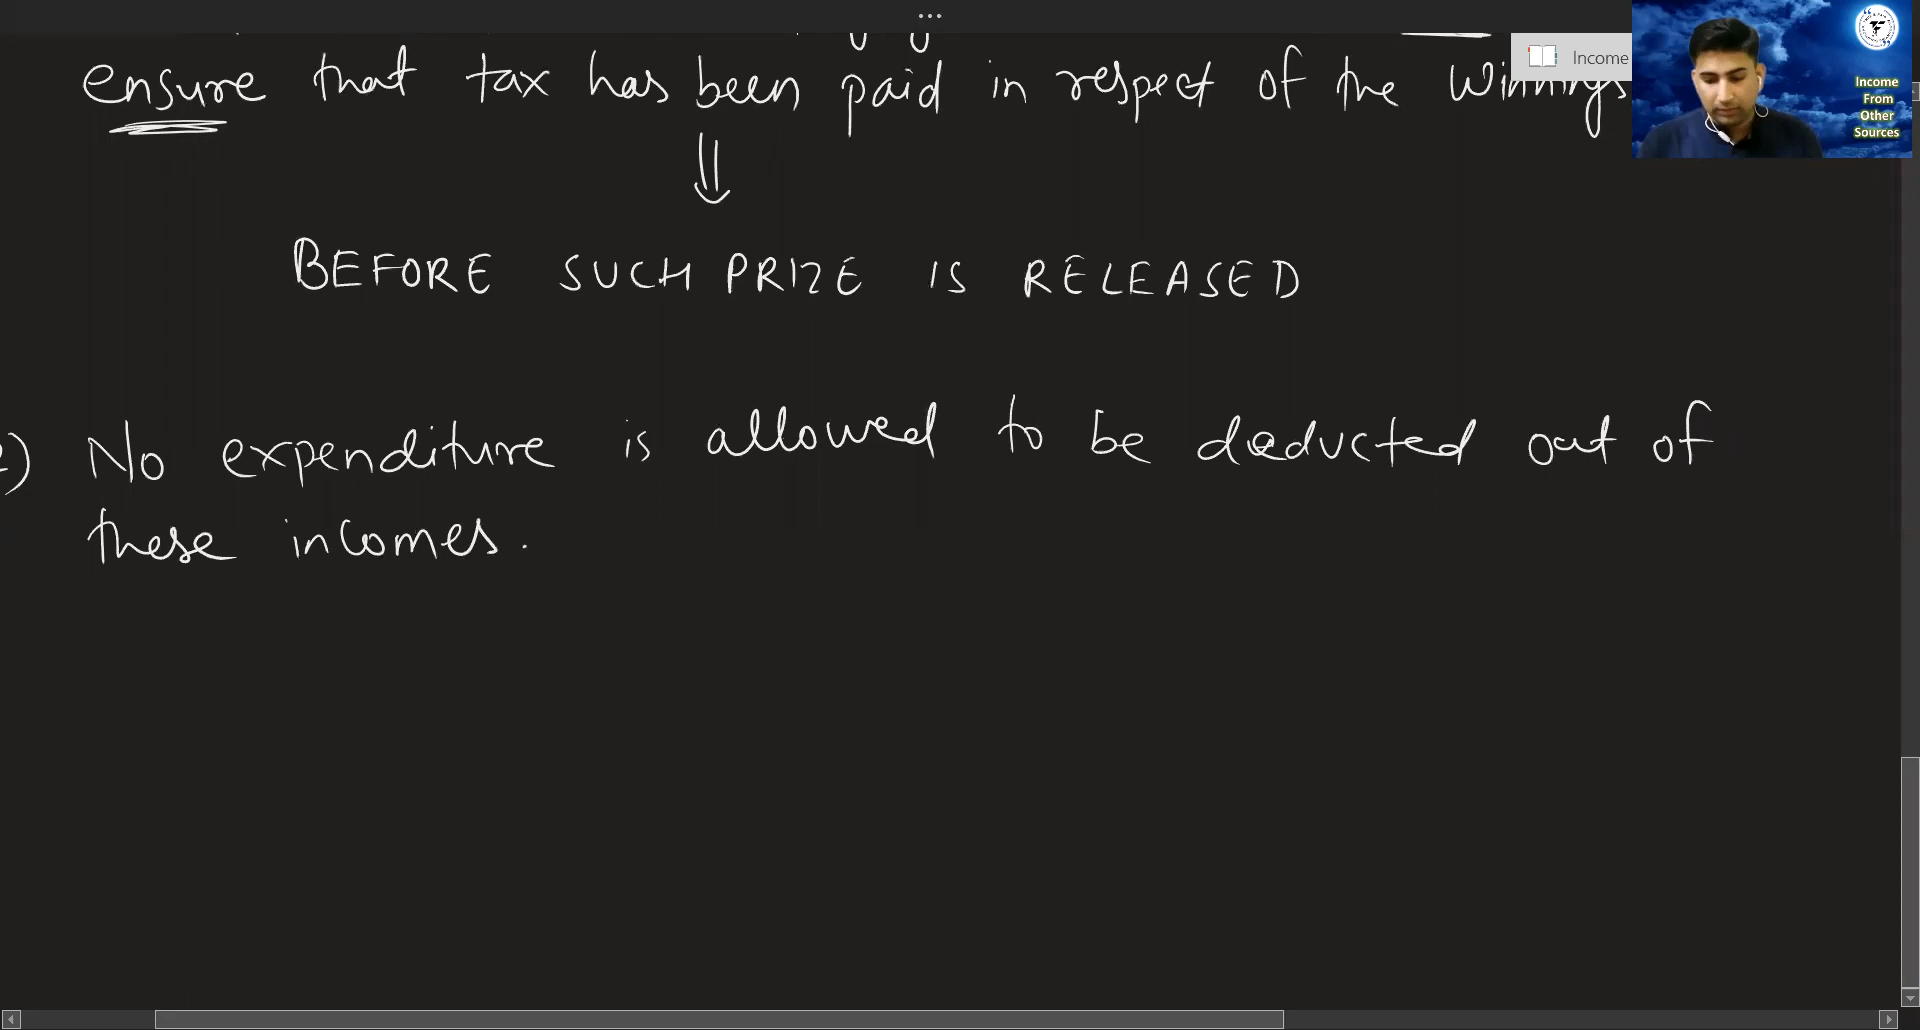 ensure that tax has been paid in respect of the winnings
BEFORE SUCH PRIZE IS RELEASED
No expenditure is allowed to be deducted out of
these incomes.
Income
Income
From
Other
Sources